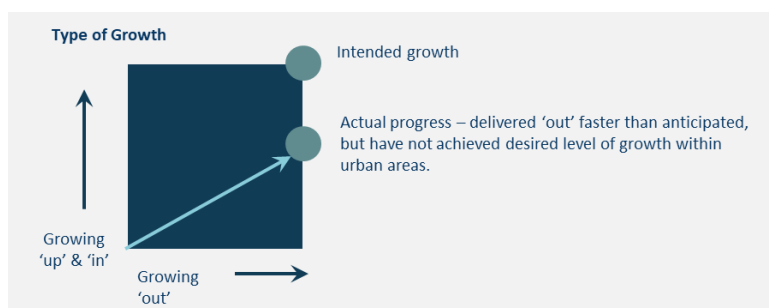 Type of Growth
Intended growth
Actual progress – delivered ‘out’ faster than anticipated,
but have not achieved desired level of growth within
urban areas.
Growing
‘up’ & ‘in’
Growing
‘out’